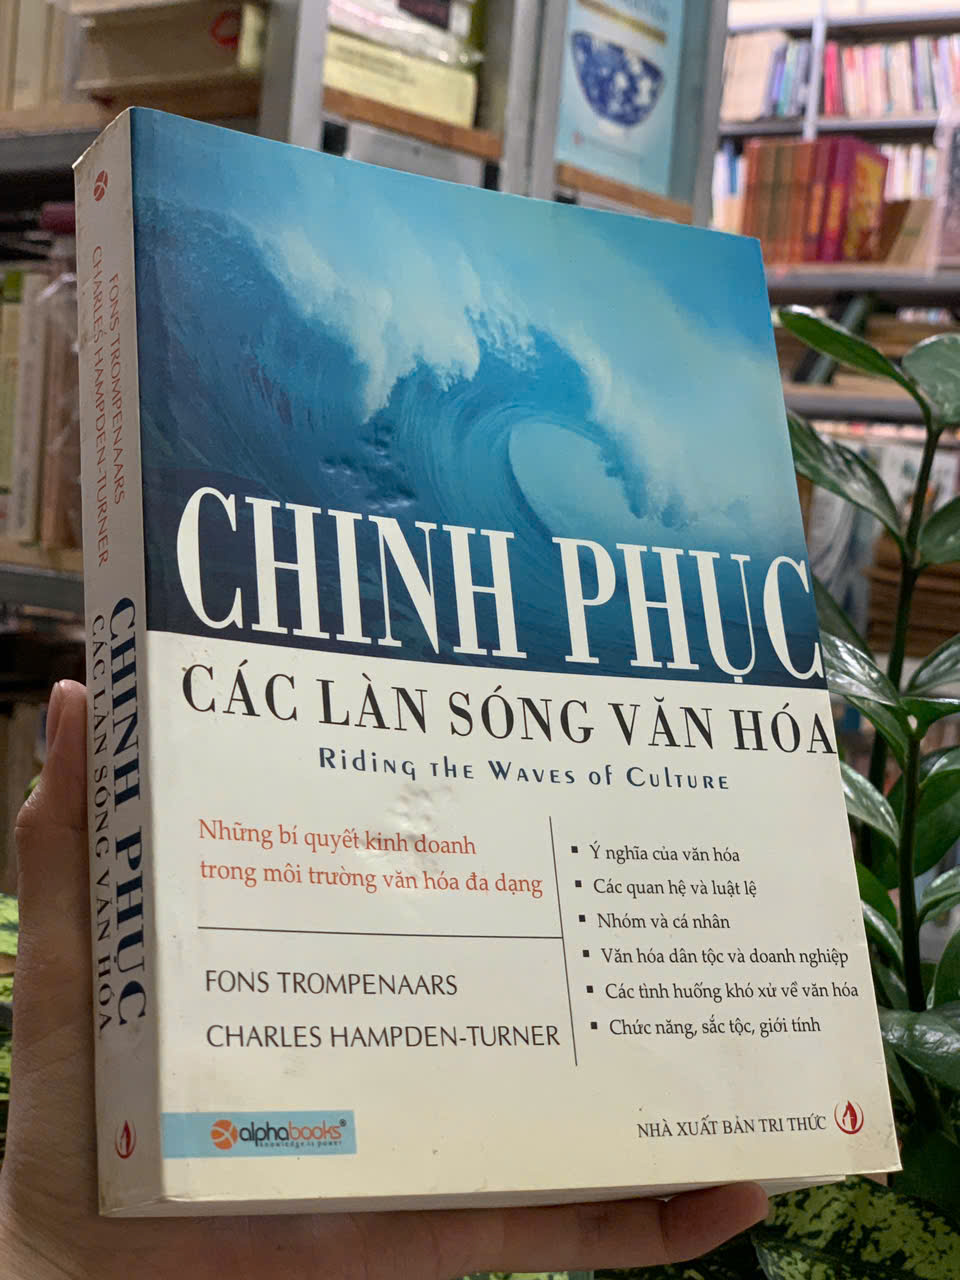 FONS TROMPENAARS
CHARLES HAMPDEN-TURNER
CHINH PHỤC
CÁC LÀN SÓNG VĂN HÓA
CHINH PHỤC
CÁC LÀN SÓNG VĂN HÓA
Riding the Waves of Culture
Những bí quyết kinh doanh
trong môi trường văn hóa đa dạng
FONS TROMPENAARS
CHARLES HAMPDEN-TURNER
▪ Ý nghĩa của văn hóa
▪ Các quan hệ và luật lệ
▪ Nhóm và cá nhân
▪ Văn hóa dân tộc và doanh nghiệp
▪ Các tình huống khó xử về văn hóa
▪ Chức năng, sắc tộc, giới tính
alphabooks®
knowledge is power
NHÀ XUẤT BẢN TRI THỨC